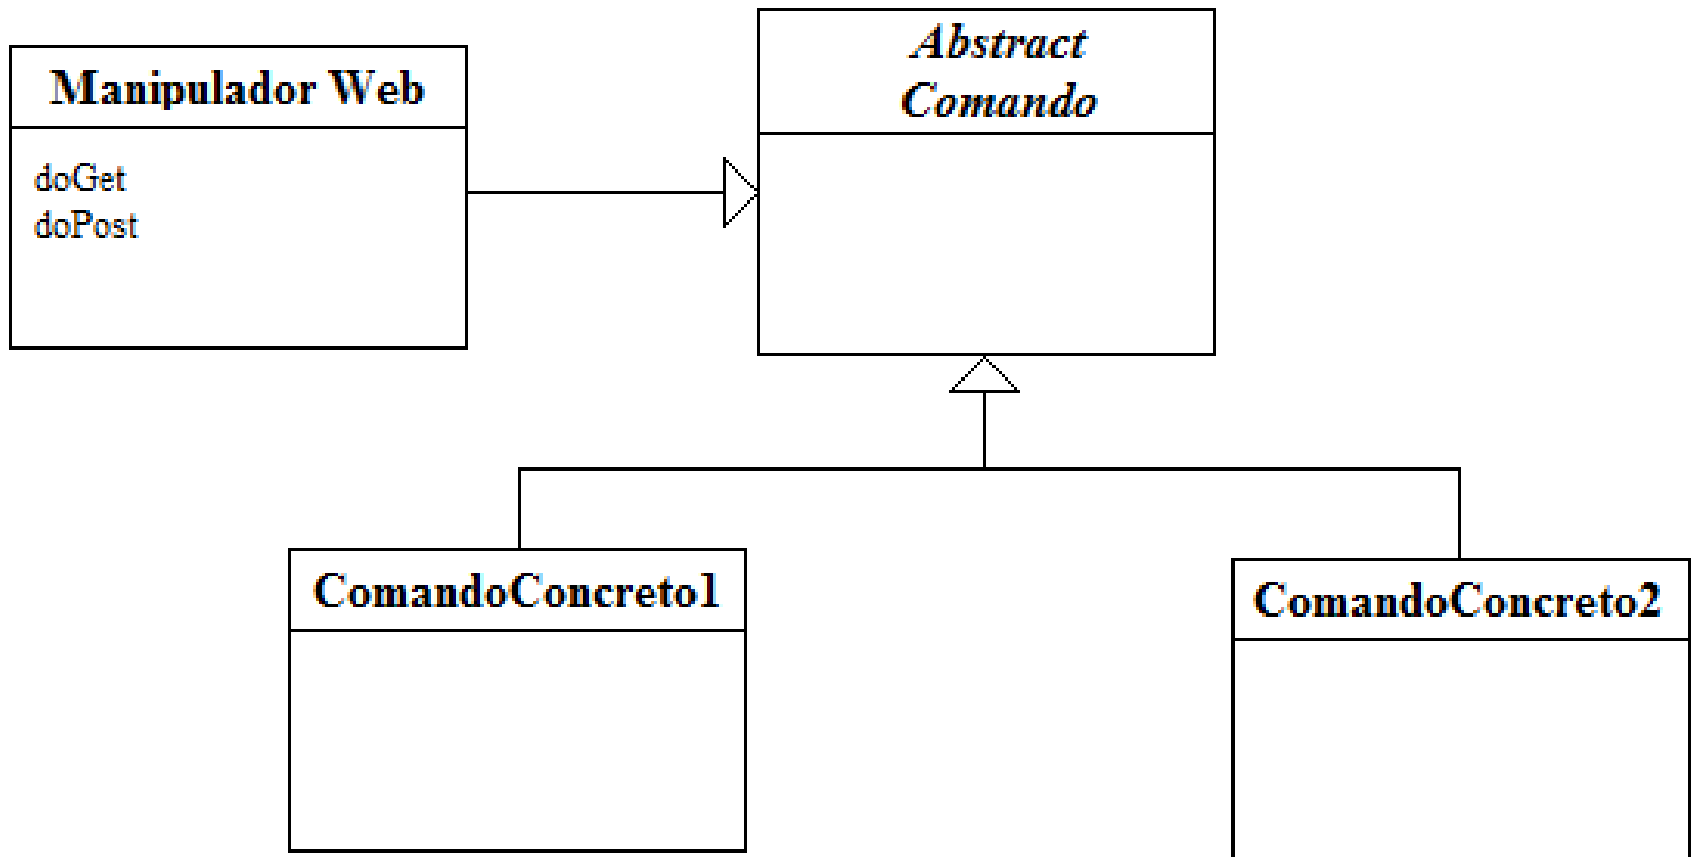 Manipulador Web
doGet
doPost
Abstract
Comando
ComandoConcreto1
ComandoConcreto2